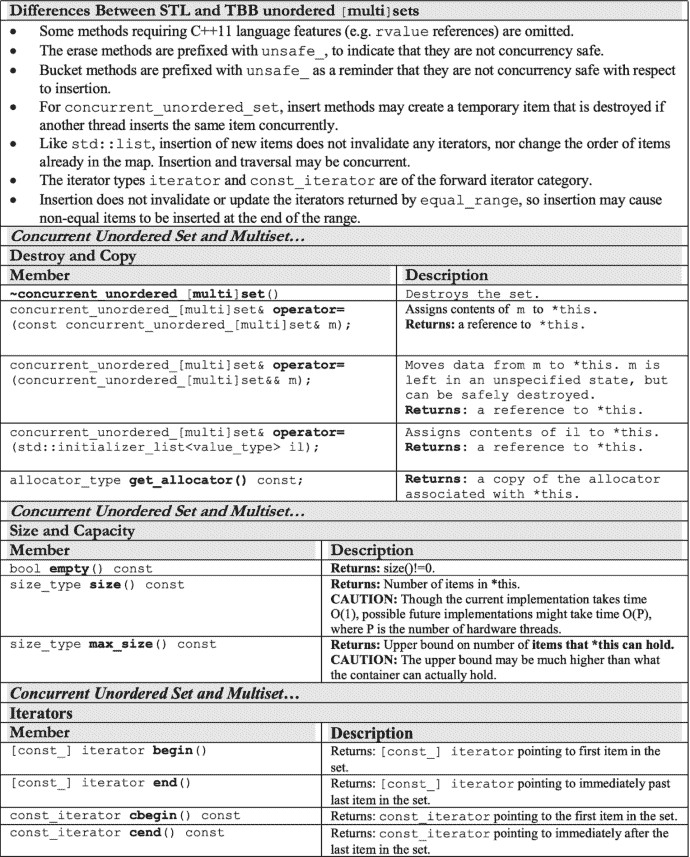 Differences Between STL and TBB unordered [multi]sets
• Some methods requiring C++11 language features (e.g. rvalue references) are omitted.
• The erase methods are prefixed with unsafe_, to indicate that they are not concurrency safe.
• Bucket methods are prefixed with unsafe_ as a reminder that they are not concurrency safe with respect
to insertion.
• For concurrent_unordered_set, insert methods may create a temporary item that is destroyed if
another thread inserts the same item concurrently.
• Like std::list, insertion of new items does not invalidate any iterators, nor change the order of items
already in the map. Insertion and traversal may be concurrent.
• The iterator types iterator and const_iterator are of the forward iterator category.
• Insertion does not invalidate or update the iterators returned by equal_range, so insertion may cause
non-equal items to be inserted at the end of the range.
Concurrent Unordered Set and Multiset…
Destroy and Copy
Member Description
~concurrent_unordered_[multi]set() Destroys the set.
concurrent_unordered_[multi]set& operator= Assigns contents of m to *this.
(const concurrent_unordered_[multi]set& m); Returns: a reference to *this.
concurrent_unordered_[multi]set& operator= Moves data from m to *this. m is
(concurrent_unordered_[multi]set&& m); left in an unspecified state, but
can be safely destroyed.
Returns: a reference to *this.
concurrent_unordered_[multi]set& operator= Assigns contents of il to *this.
(std::initializer_list<value_type> il); Returns: a reference to *this.
allocator_type get_allocator() const; Returns: a copy of the allocator
associated with *this.
Concurrent Unordered Set and Multiset…
Size and Capacity
Member Description
bool empty() const Returns: size()!=0.
size_type size() const Returns: Number of items in *this.
CAUTION: Though the current implementation takes time
O(1), possible future implementations might take time O(P),
where P is the number of hardware threads.
size_type max_size() const Returns: Upper bound on number of items that *this can hold.
CAUTION: The upper bound may be much higher than what
the container can actually hold.
Concurrent Unordered Set and Multiset…
Iterators
Member Description
[const_] iterator begin() Returns: [const_] iterator pointing to first item in the
set.
[const_] iterator end() Returns: [const_] iterator pointing to immediately past
last item in the set.
const_iterator cbegin() const Returns: const_iterator pointing to the first item in the set.
const_iterator cend() const Returns: const_iterator pointing to immediately after the
last item in the set.